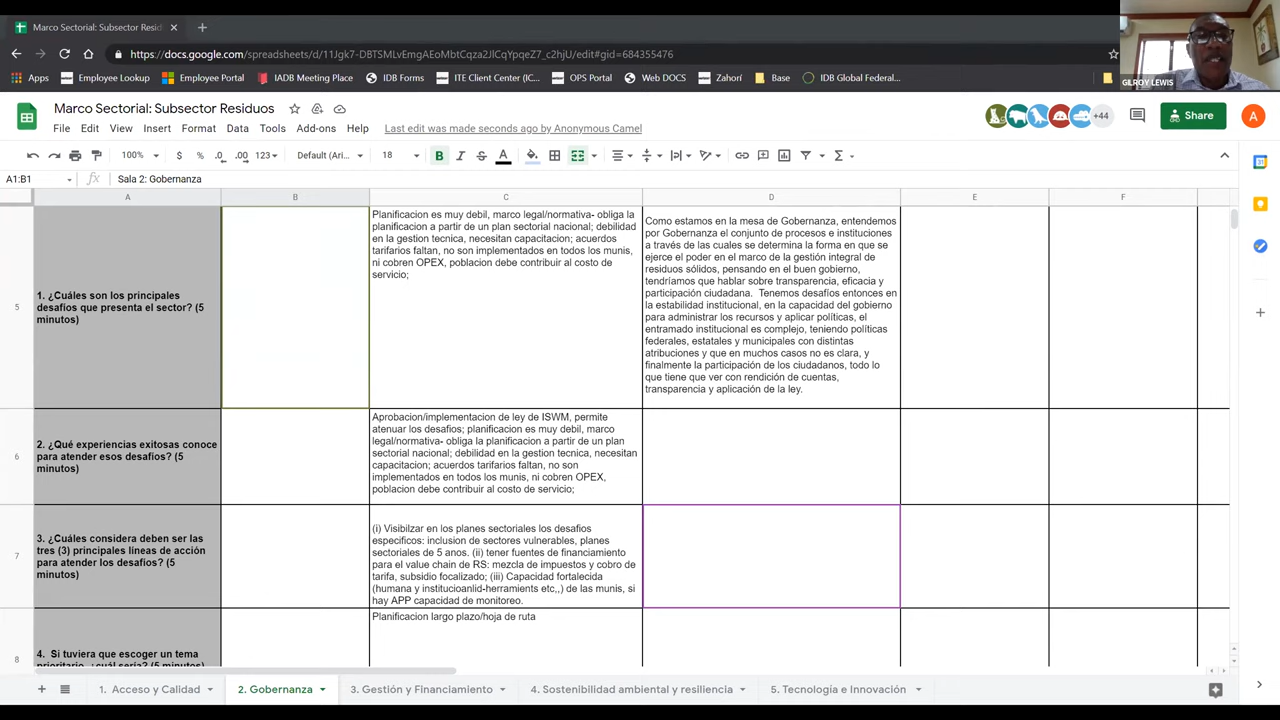 Marco Sectorial: Subsector Resid
https://docs.google.com/spreadsheets/d/11Jgk7-DBTSMLvEmgAEoMbtCqza2JlCqYpqeZ7_c2hjU/edit#gid=684355476
GILROY LEWIS
Apps
Employee Lookup
Employee Portal
IADB Meeting Place
IDB Forms
ITE Client Center (IC...
OPS Portal
Web DOCS
Zahorí
Base
IDB Global Federal...
Marco Sectorial: Subsector Residuos
+44
Share
A
File Edit View Insert Format Data Tools Add-ons Help
Last edit was made seconds ago by Anonymous Camel
100% $ % .0 .00 123 Default (Ari... 18 B I S A
A1:B1
fx
Sala 2: Gobernanza
A B C D E F
5
1. ¿Cuáles son los principales
desafíos que presenta el sector? (5
minutos)
Planificacion es muy debil, marco legal/normativa- obliga la
planificacion a partir de un plan sectorial nacional; debilidad
en la gestion tecnica, necesitan capacitacion; acuerdos
tarifarios faltan, no son implementados en todos los munis,
ni cobren OPEX, poblacion debe contribuir al costo de
servicio;
Como estamos en la mesa de Gobernanza, entendemos
por Gobernanza el conjunto de procesos e instituciones
a través de las cuales se determina la forma en que se
ejerce el poder en el marco de la gestión integral de
residuos sólidos, pensando en el buen gobierno,
tendríamos que hablar sobre transparencia, eficacia y
participación ciudadana. Tenemos desafíos entonces en
la estabilidad institucional, en la capacidad del gobierno
para administrar los recursos y aplicar políticas, el
entramado institucional es complejo, teniendo políticas
federales, estatales y municipales con distintas
atribuciones y que en muchos casos no es clara, y
finalmente la participación de los ciudadanos, todo lo
que tiene que ver con rendición de cuentas,
transparencia y aplicación de la ley.
6
2. ¿Qué experiencias exitosas conoce
para atender esos desafíos? (5
minutos)
Aprobacion/implementacion de ley de ISWM, permite
atenuar los desafios; planificacion es muy debil, marco
legal/normativa- obliga la planificacion a partir de un plan
sectorial nacional; debilidad en la gestion tecnica, necesitan
capacitacion; acuerdos tarifarios faltan, no son
implementados en todos los munis, ni cobren OPEX,
poblacion debe contribuir al costo de servicio;
7
3. ¿Cuáles considera deben ser las
tres (3) principales líneas de acción
para atender los desafíos? (5
minutos)
(i) Visibilzar en los planes sectoriales los desafios
especificos: inclusion de sectores vulnerables, planes
sectoriales de 5 anos. (ii) tener fuentes de financiamiento
para el value chain de RS: mezcla de impuestos y cobro de
tarifa, subsidio focalizado; (iii) Capacidad fortalecida
(humana y institucioanlid-herramients etc,,) de las munis, si
hay APP capacidad de monitoreo.
8
4. Si tuviera que escoger un tema
prioritario, ¿cuál sería? (5 minutos)
Planificacion largo plazo/hoja de ruta
1. Acceso y Calidad
2. Gobernanza
3. Gestión y Financiamiento
4. Sostenibilidad ambiental y resiliencia
5. Tecnología e Innovación